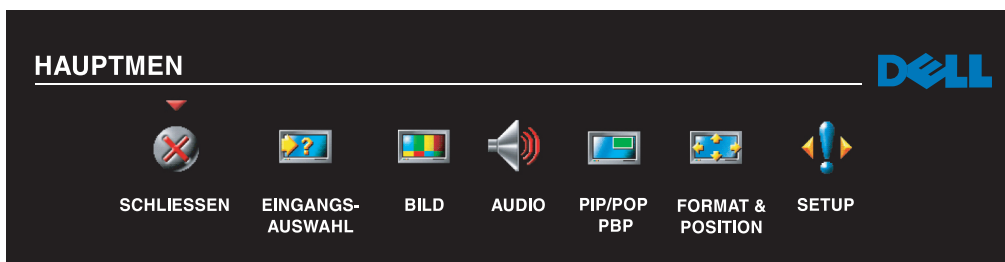 HAUPTMEN
DELL
?
SCHLIESSEN
EINGANGS-
AUSWAHL
BILD
AUDIO
PIP/POP
PBP
FORMAT &
POSITION
SETUP